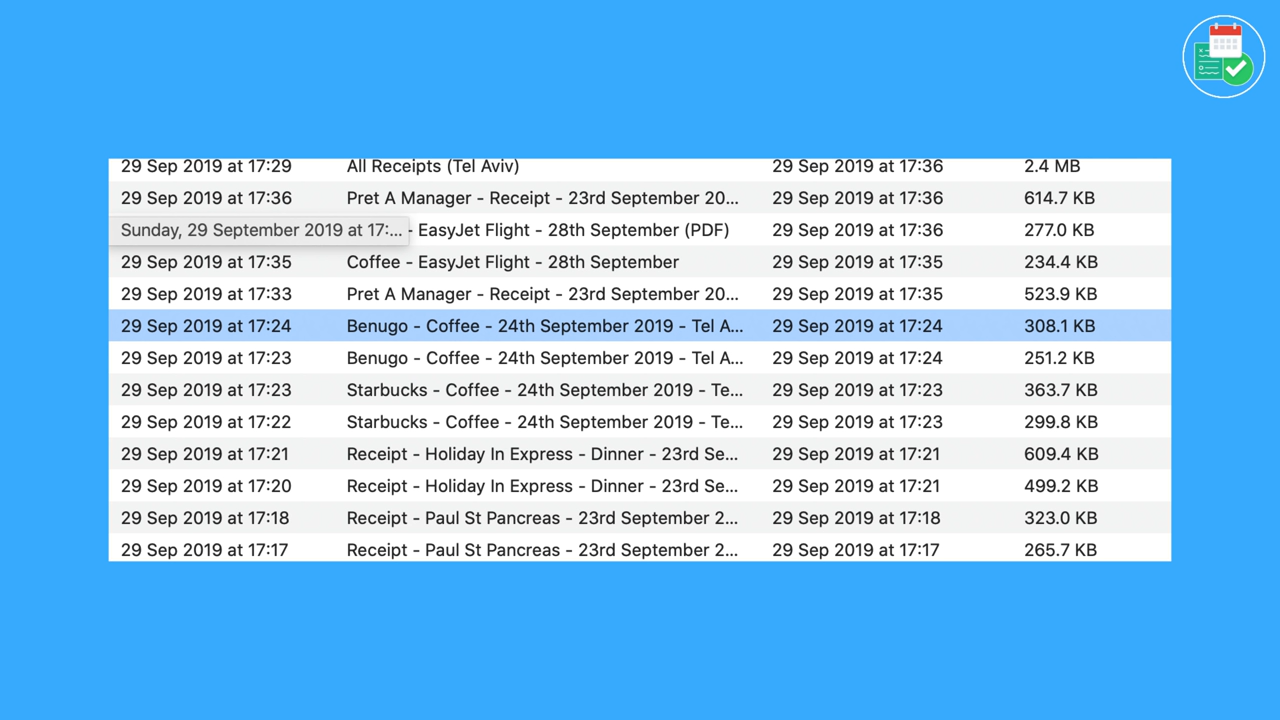 29 Sep 2019 at 17:29 All Receipts (Tel Aviv) 29 Sep 2019 at 17:36 2.4 MB
29 Sep 2019 at 17:36 Pret A Manager - Receipt - 23rd September 20... 29 Sep 2019 at 17:36 614.7 KB
Sunday, 29 September 2019 at 17:... - EasyJet Flight - 28th September (PDF) 29 Sep 2019 at 17:36 277.0 KB
29 Sep 2019 at 17:35 Coffee - EasyJet Flight - 28th September 29 Sep 2019 at 17:35 234.4 KB
29 Sep 2019 at 17:33 Pret A Manager - Receipt - 23rd September 20... 29 Sep 2019 at 17:35 523.9 KB
29 Sep 2019 at 17:24 Benugo - Coffee - 24th September 2019 - Tel A... 29 Sep 2019 at 17:24 308.1 KB
29 Sep 2019 at 17:23 Benugo - Coffee - 24th September 2019 - Tel A... 29 Sep 2019 at 17:24 251.2 KB
29 Sep 2019 at 17:23 Starbucks - Coffee - 24th September 2019 - Te... 29 Sep 2019 at 17:23 363.7 KB
29 Sep 2019 at 17:22 Starbucks - Coffee - 24th September 2019 - Te... 29 Sep 2019 at 17:23 299.8 KB
29 Sep 2019 at 17:21 Receipt - Holiday In Express - Dinner - 23rd Se... 29 Sep 2019 at 17:21 609.4 KB
29 Sep 2019 at 17:20 Receipt - Holiday In Express - Dinner - 23rd Se... 29 Sep 2019 at 17:21 499.2 KB
29 Sep 2019 at 17:18 Receipt - Paul St Pancreas - 23rd September 2... 29 Sep 2019 at 17:18 323.0 KB
29 Sep 2019 at 17:17 Receipt - Paul St Pancreas - 23rd September 2... 29 Sep 2019 at 17:17 265.7 KB